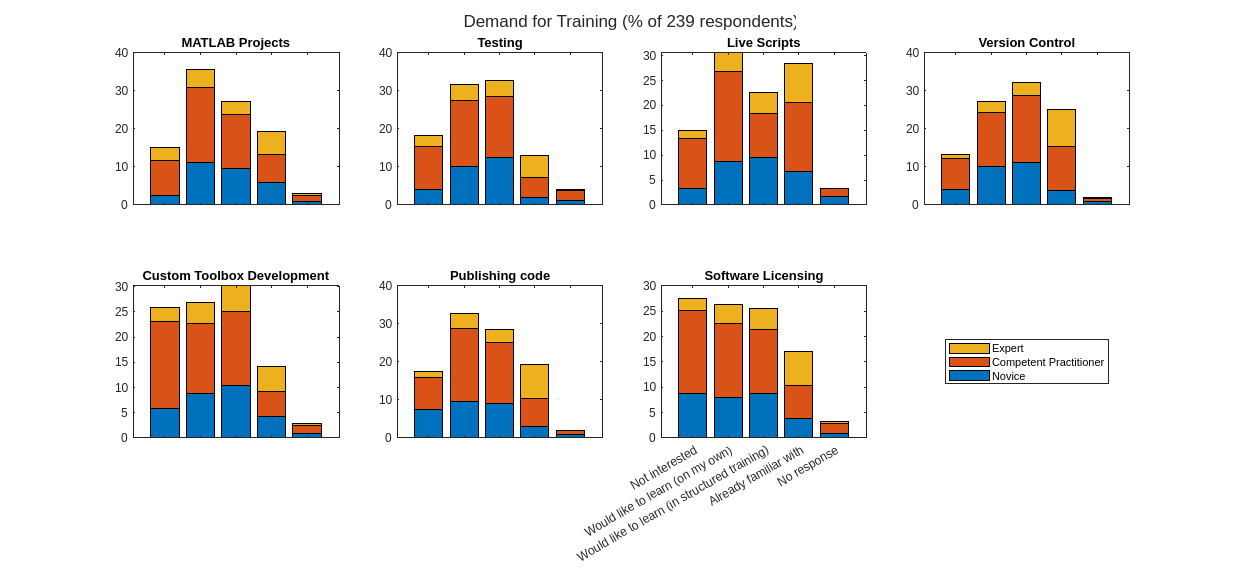 Demand for Training (% of 239 respondents)
MATLAB Projects
40
30
20
10
0
Testing
40
30
20
10
0
Live Scripts
30
25
20
15
10
5
0
Version Control
40
30
20
10
0
Custom Toolbox Development
30
25
20
15
10
5
0
Publishing code
40
30
20
10
0
Software Licensing
30
25
20
15
10
5
0
Not interested
Would like to learn (on my own)
Would like to learn (in structured training)
Already familiar with
No response
Expert
Competent Practitioner
Novice